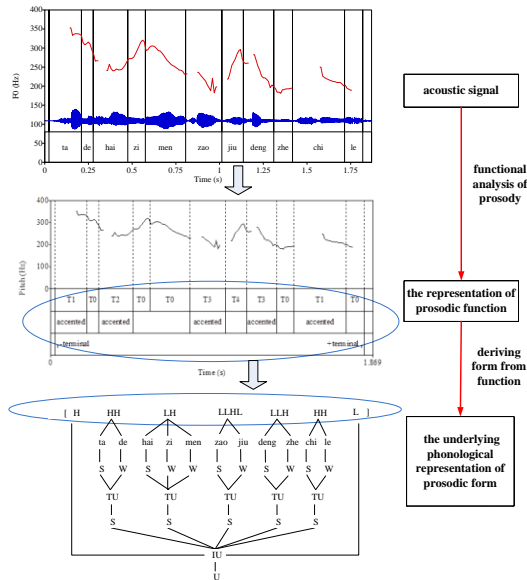 400
350
300
250
200
150
100
50
0
F0 (Hz)
ta de hai zi men zao jiu deng zhe chi le
0 0.25 0.5 0.75 1 1.25 1.5 1.75
Time (s)
acoustic signal
functional
analysis of
prosody
400
300
200
100
0
Pitch (Hz)
T1 T0 T2 T0 T0 T3 T4 T3 T0 T1 T0
accented accented accented accented accented
-terminal +terminal
0 1.869
Time (s)
the representation of
prosodic function
deriving
form from
function
[ H HH LH LLHL LLH HH L ]
ta de hai zi men zao jiu deng zhe chi le
S W S W W S W S W S W
TU TU TU TU TU
S S S S S
IU
U
the underlying
phonological
representation of
prosodic form